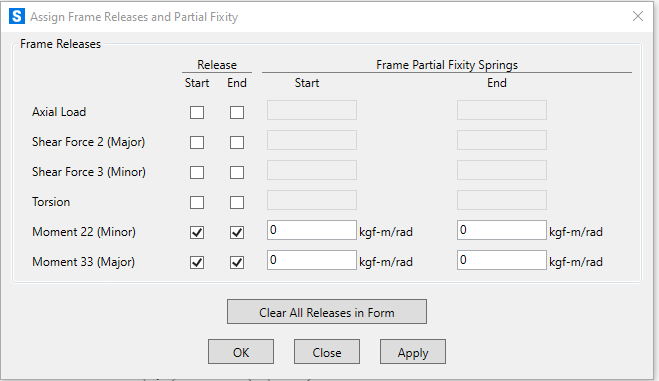 S Assign Frame Releases and Partial Fixity
Frame Releases
Release Frame Partial Fixity Springs
Start End Start End
Axial Load
Shear Force 2 (Major)
Shear Force 3 (Minor)
Torsion
Moment 22 (Minor) 0 kgf-m/rad 0 kgf-m/rad
Moment 33 (Major) 0 kgf-m/rad 0 kgf-m/rad
Clear All Releases in Form
OK Close Apply